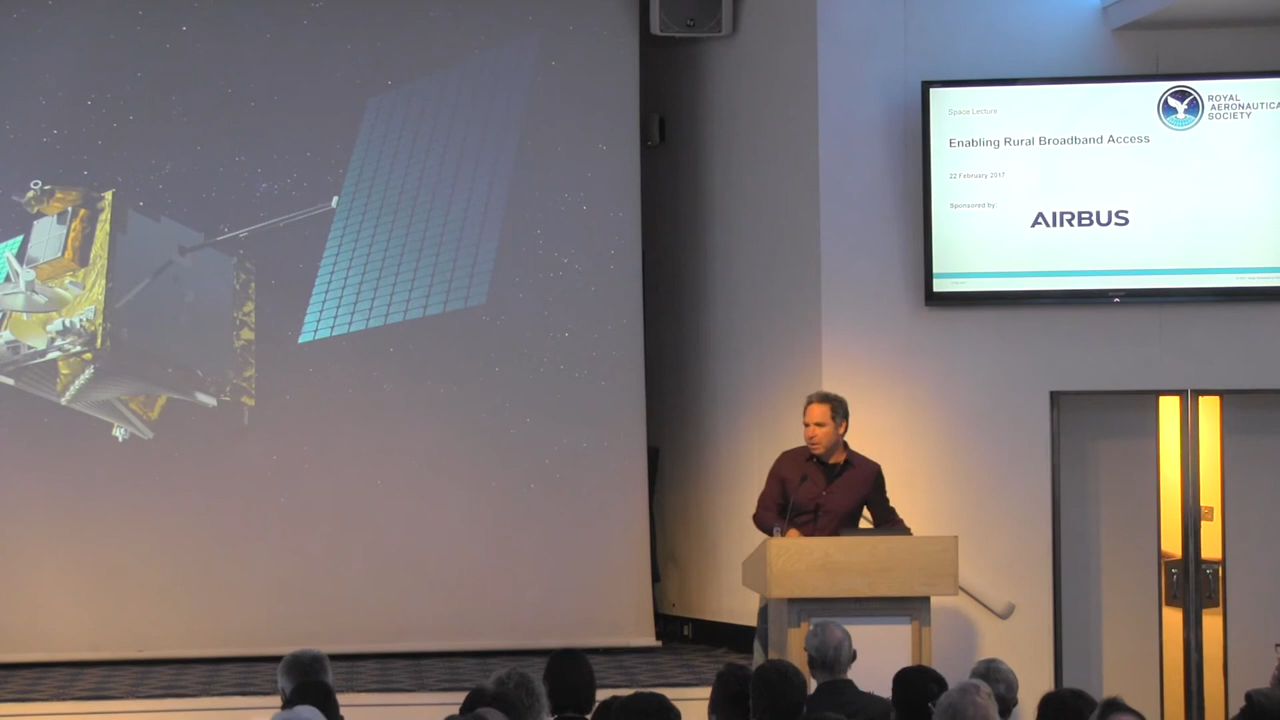 Space Lecture
ROYAL
AERONAUTICA
SOCIETY
Enabling Rural Broadband Access
22 February 2017
Sponsored by:
AIRBUS